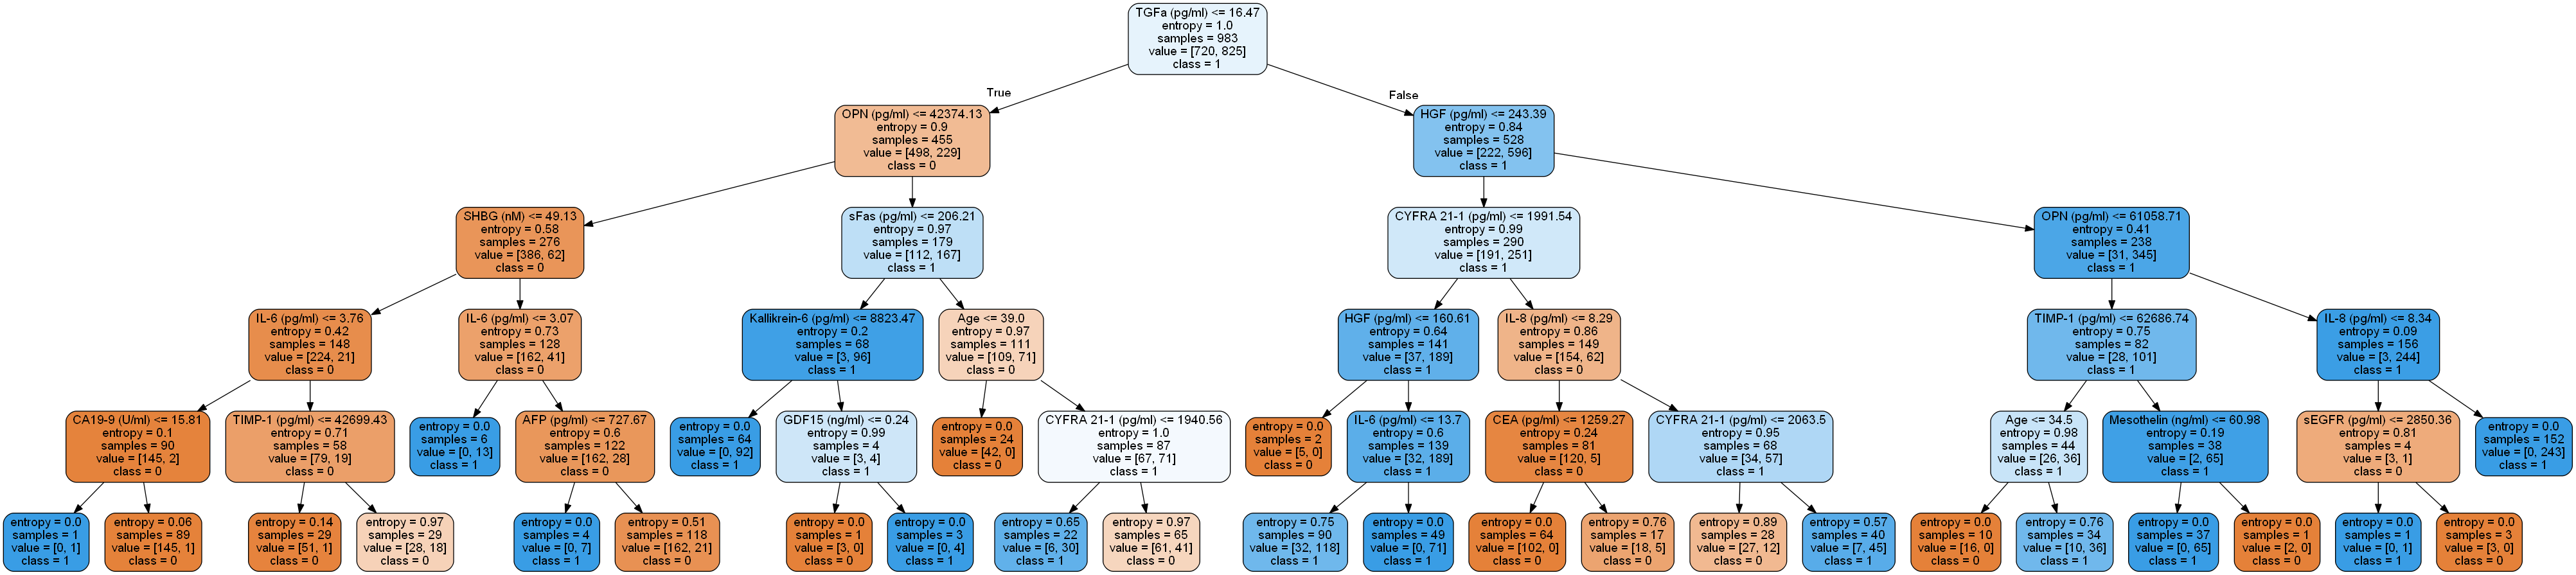 TGFa (pg/ml) <= 16.47
entropy = 1.0
samples = 983
value = [720, 825]
class = 1
True
False
OPN (pg/ml) <= 42374.13
entropy = 0.9
samples = 455
value = [498, 229]
class = 0
HGF (pg/ml) <= 243.39
entropy = 0.84
samples = 528
value = [222, 596]
class = 1
SHBG (nM) <= 49.13
entropy = 0.58
samples = 276
value = [386, 62]
class = 0
sFas (pg/ml) <= 206.21
entropy = 0.97
samples = 179
value = [112, 167]
class = 1
CYFRA 21-1 (pg/ml) <= 1991.54
entropy = 0.99
samples = 290
value = [191, 251]
class = 1
OPN (pg/ml) <= 61058.71
entropy = 0.41
samples = 238
value = [31, 345]
class = 1
IL-6 (pg/ml) <= 3.76
entropy = 0.42
samples = 148
value = [224, 21]
class = 0
IL-6 (pg/ml) <= 3.07
entropy = 0.73
samples = 128
value = [162, 41]
class = 0
Kallikrein-6 (pg/ml) <= 8823.47
entropy = 0.2
samples = 68
value = [3, 96]
class = 1
Age <= 39.0
entropy = 0.97
samples = 111
value = [109, 71]
class = 0
HGF (pg/ml) <= 160.61
entropy = 0.64
samples = 141
value = [37, 189]
class = 1
IL-8 (pg/ml) <= 8.29
entropy = 0.86
samples = 149
value = [154, 62]
class = 0
TIMP-1 (pg/ml) <= 62686.74
entropy = 0.75
samples = 82
value = [28, 101]
class = 1
IL-8 (pg/ml) <= 8.34
entropy = 0.09
samples = 156
value = [3, 244]
class = 1
CA19-9 (U/ml) <= 15.81
entropy = 0.1
samples = 90
value = [145, 2]
class = 0
TIMP-1 (pg/ml) <= 42699.43
entropy = 0.71
samples = 58
value = [79, 19]
class = 0
entropy = 0.0
samples = 6
value = [0, 13]
class = 1
AFP (pg/ml) <= 727.67
entropy = 0.6
samples = 122
value = [162, 28]
class = 0
entropy = 0.0
samples = 64
value = [0, 92]
class = 1
GDF15 (ng/ml) <= 0.24
entropy = 0.99
samples = 4
value = [3, 4]
class = 1
entropy = 0.0
samples = 24
value = [42, 0]
class = 0
CYFRA 21-1 (pg/ml) <= 1940.56
entropy = 1.0
samples = 87
value = [67, 71]
class = 1
entropy = 0.0
samples = 2
value = [5, 0]
class = 0
IL-6 (pg/ml) <= 13.7
entropy = 0.6
samples = 139
value = [32, 189]
class = 1
CEA (pg/ml) <= 1259.27
entropy = 0.24
samples = 81
value = [120, 5]
class = 0
CYFRA 21-1 (pg/ml) <= 2063.5
entropy = 0.95
samples = 68
value = [34, 57]
class = 1
Age <= 34.5
entropy = 0.98
samples = 44
value = [26, 36]
class = 1
Mesothelin (ng/ml) <= 60.98
entropy = 0.19
samples = 38
value = [2, 65]
class = 1
sEGFR (pg/ml) <= 2850.36
entropy = 0.81
samples = 4
value = [3, 1]
class = 0
entropy = 0.0
samples = 152
value = [0, 243]
class = 1
entropy = 0.0
samples = 1
value = [0, 1]
class = 1
entropy = 0.06
samples = 89
value = [145, 1]
class = 0
entropy = 0.14
samples = 29
value = [51, 1]
class = 0
entropy = 0.97
samples = 29
value = [28, 18]
class = 0
entropy = 0.0
samples = 4
value = [0, 7]
class = 1
entropy = 0.51
samples = 118
value = [162, 21]
class = 0
entropy = 0.0
samples = 1
value = [3, 0]
class = 0
entropy = 0.0
samples = 3
value = [0, 4]
class = 1
entropy = 0.65
samples = 22
value = [6, 30]
class = 1
entropy = 0.97
samples = 65
value = [61, 41]
class = 0
entropy = 0.75
samples = 90
value = [32, 118]
class = 1
entropy = 0.0
samples = 49
value = [0, 71]
class = 1
entropy = 0.0
samples = 64
value = [102, 0]
class = 0
entropy = 0.76
samples = 17
value = [18, 5]
class = 0
entropy = 0.89
samples = 28
value = [27, 12]
class = 0
entropy = 0.57
samples = 40
value = [7, 45]
class = 1
entropy = 0.0
samples = 10
value = [16, 0]
class = 0
entropy = 0.76
samples = 34
value = [10, 36]
class = 1
entropy = 0.0
samples = 37
value = [0, 65]
class = 1
entropy = 0.0
samples = 1
value = [2, 0]
class = 0
entropy = 0.0
samples = 1
value = [0, 1]
class = 1
entropy = 0.0
samples = 3
value = [3, 0]
class = 0